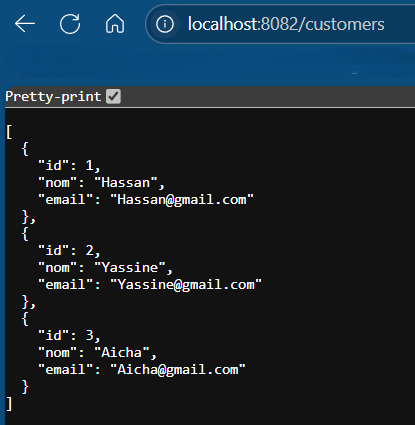 localhost:8082/customers
Pretty-print
[
  {
    "id": 1,
    "nom": "Hassan",
    "email": "Hassan@gmail.com"
  },
  {
    "id": 2,
    "nom": "Yassine",
    "email": "Yassine@gmail.com"
  },
  {
    "id": 3,
    "nom": "Aicha",
    "email": "Aicha@gmail.com"
  }
]